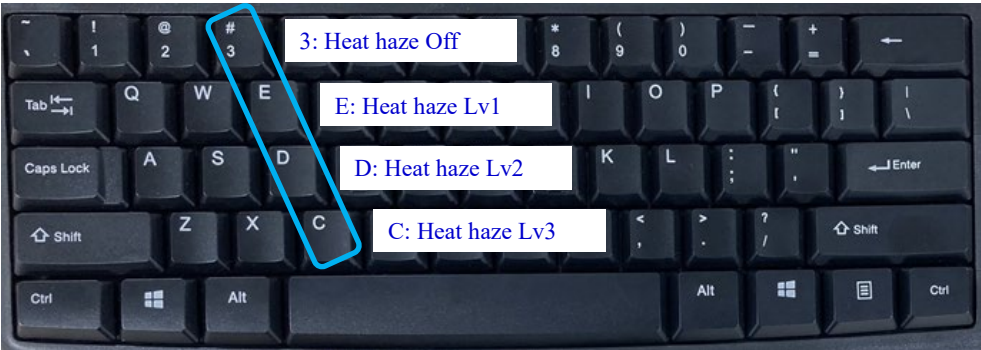 ~ ! @ # * ( ) — +
` 1 2 3 3: Heat haze Off 8 9 0 - = ←
Tab Q W E E: Heat haze Lv1 I O P { } |
[ ] \
Caps Lock A S D D: Heat haze Lv2 K L : " Enter
; '
Shift Z X C C: Heat haze Lv3 < > ? Shift
, . /
Ctrl Alt Alt Ctrl